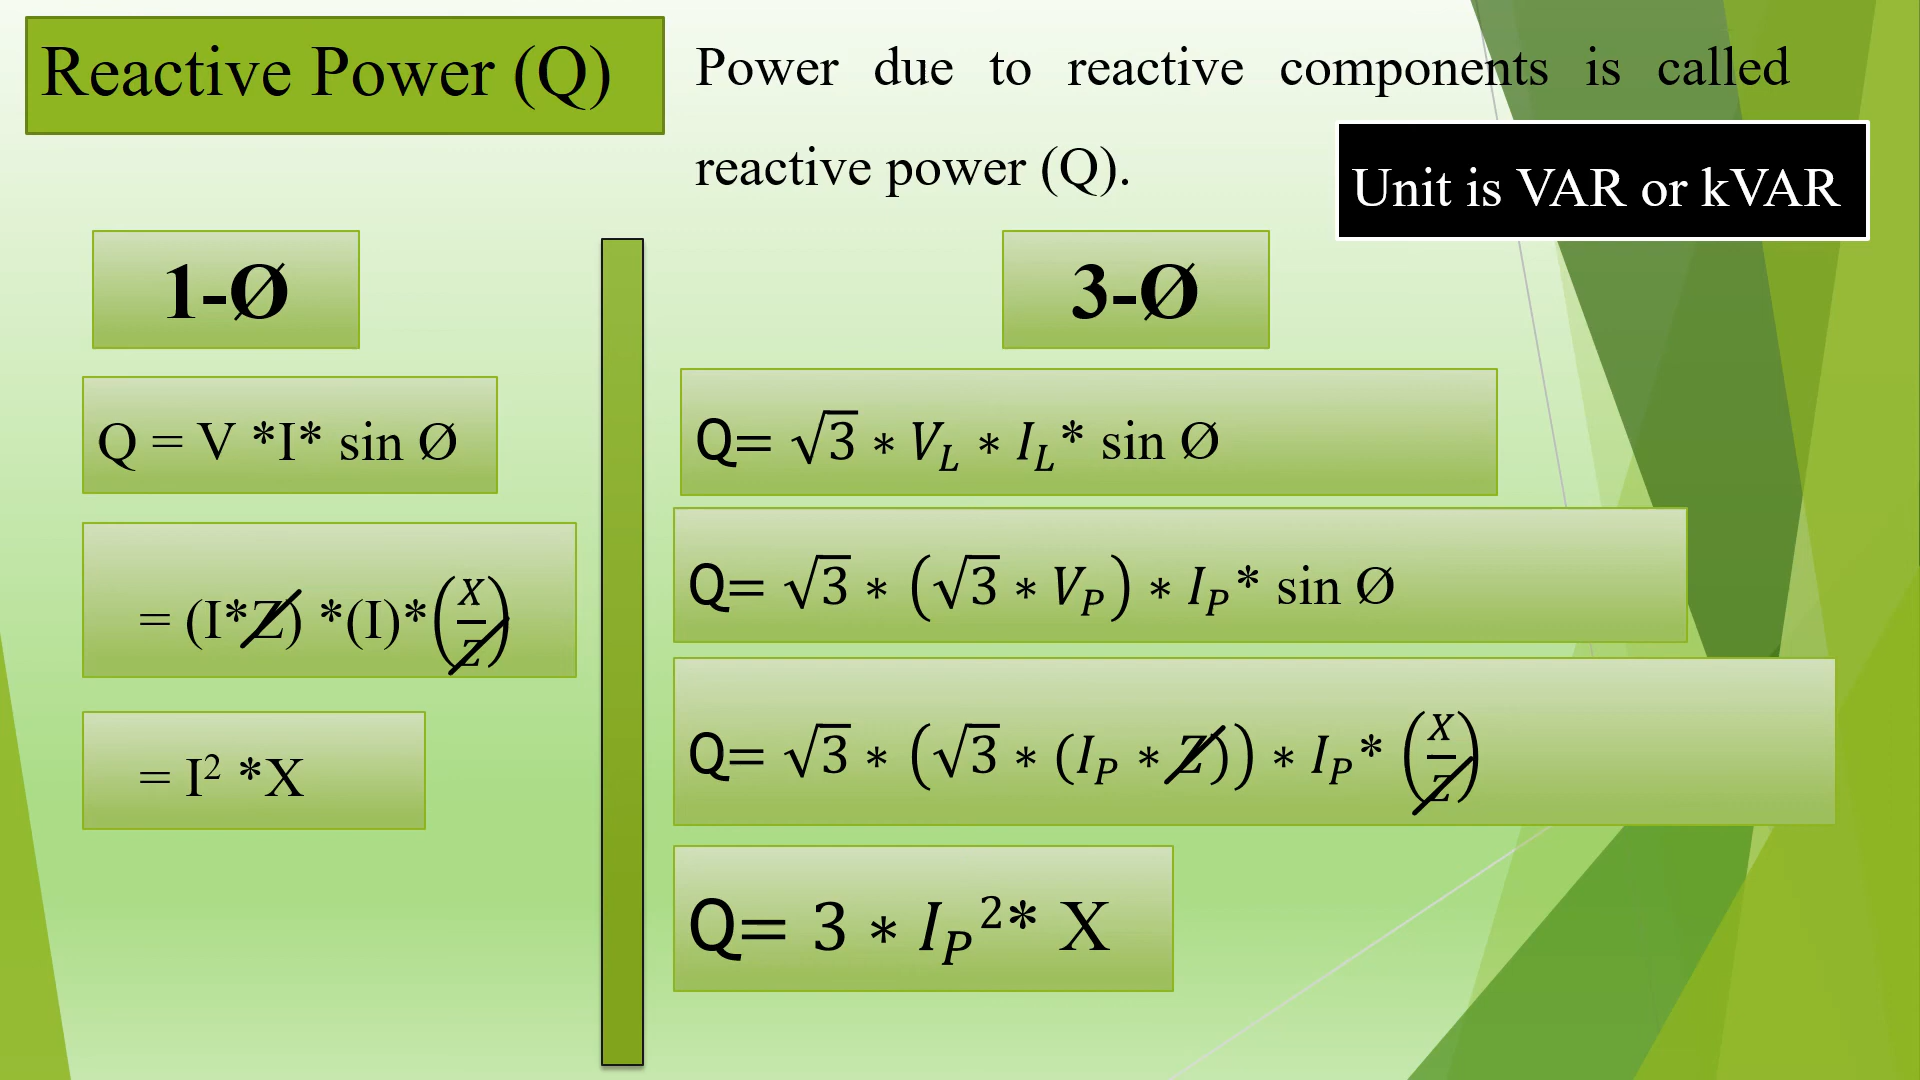 Reactive Power (Q)
Power due to reactive components is called
reactive power (Q).
Unit is VAR or kVAR
1-Ø
Q = V *I* sin Ø
= (I*Z) *(I)*(X/Z)
= I² *X
3-Ø
Q= √3 * V_L * I_L* sin Ø
Q= √3 * (√3 * V_P) * I_P* sin Ø
Q= √3 * (√3 * (I_P * Z)) * I_P* (X/Z)
Q= 3 * I_P²* X